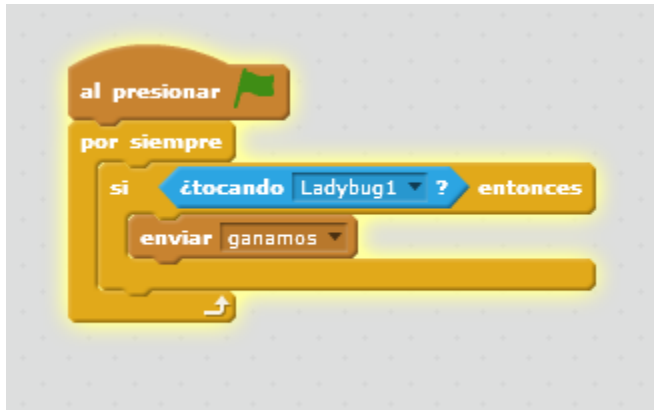 al presionar
por siempre
si ¿tocando Ladybug1 ? entonces
enviar ganamos